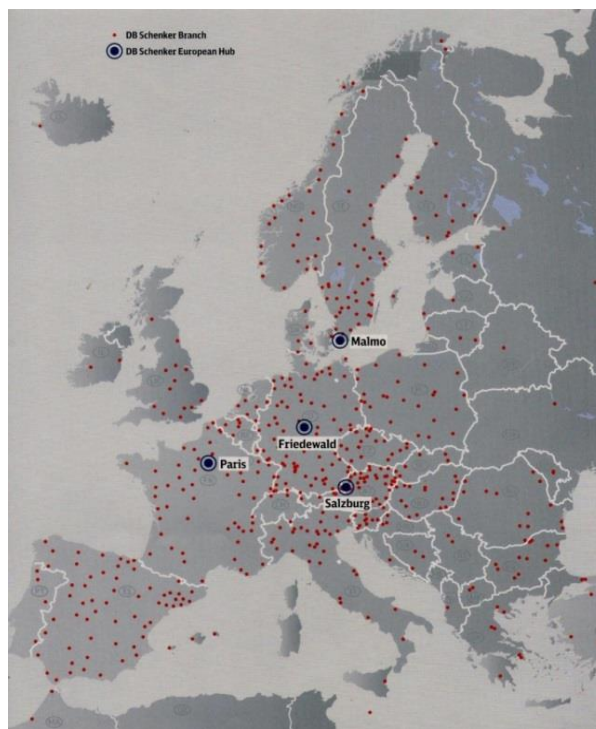 DB Schenker Branch
DB Schenker European Hub
Malmo
Friedewald
Paris
Salzburg